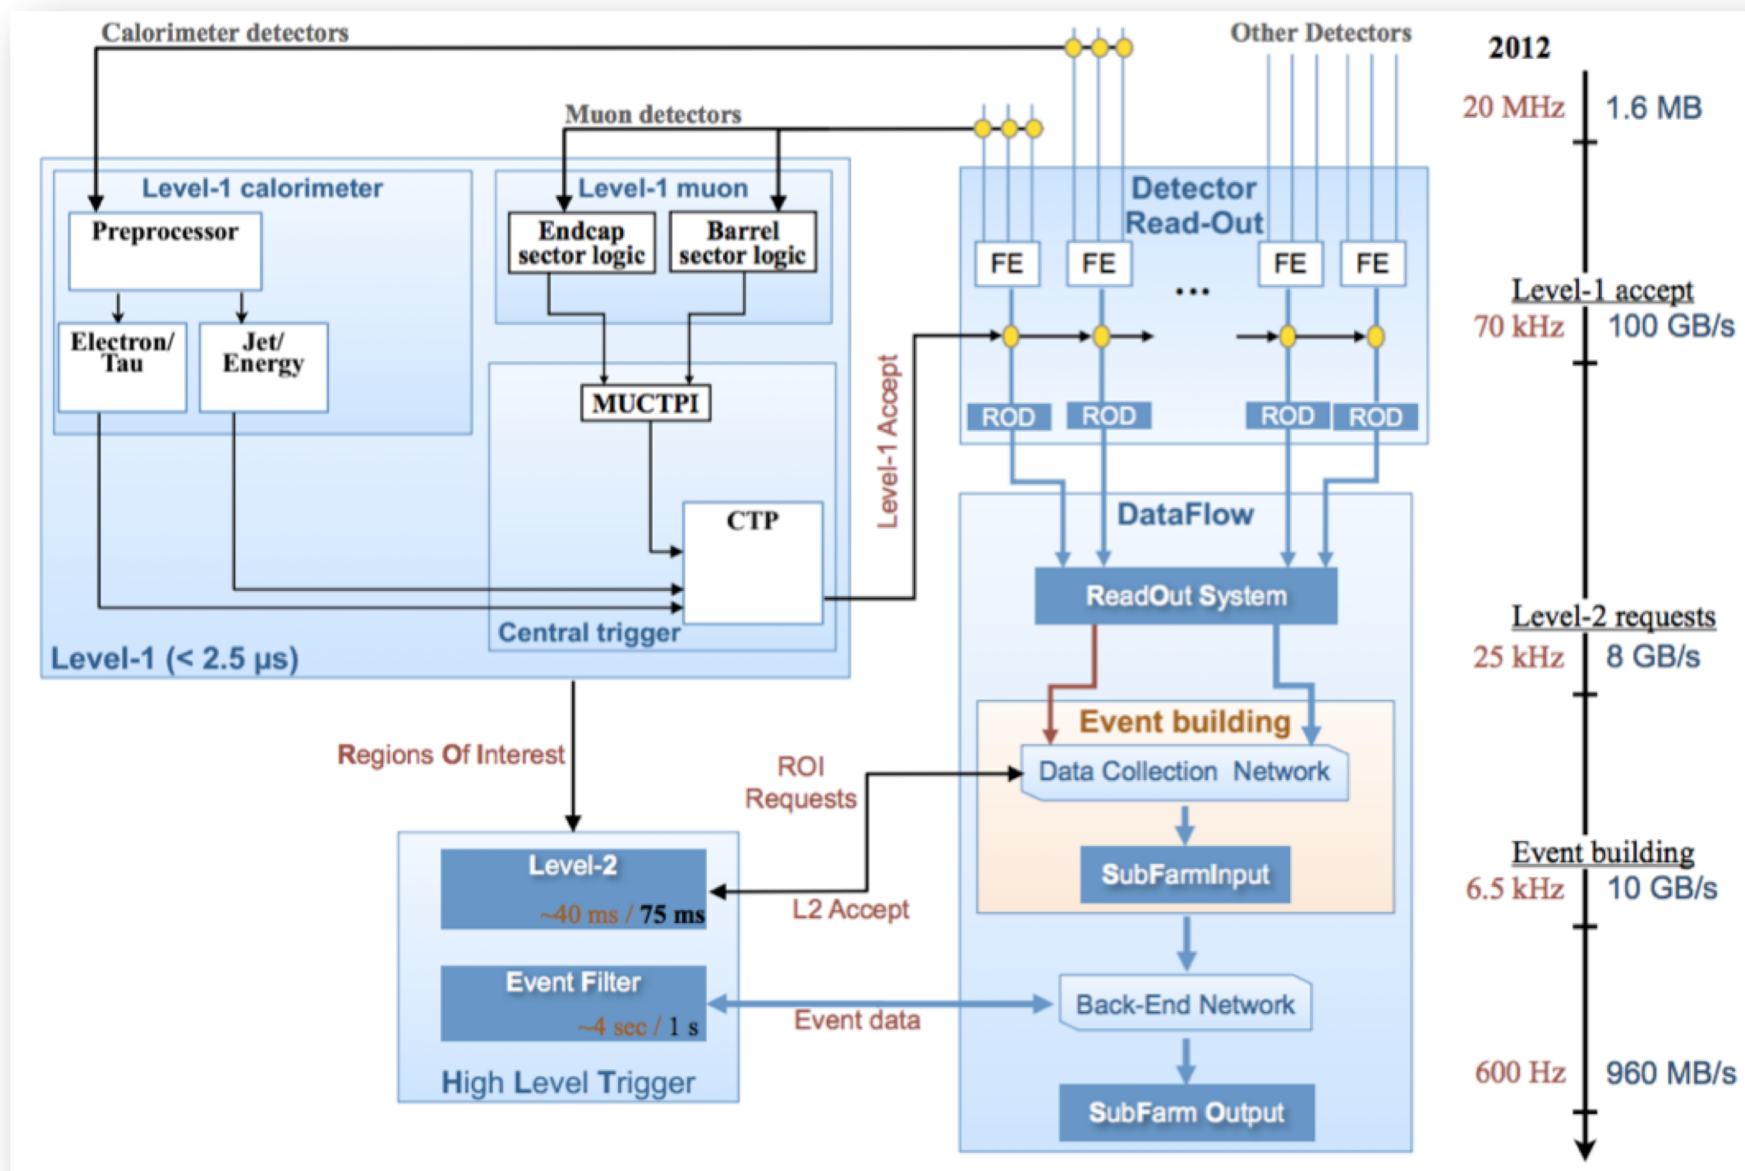 Calorimeter detectors
Other Detectors
2012
20 MHz
1.6 MB
Muon detectors
Level-1 calorimeter
Level-1 muon
Detector
Read-Out
Preprocessor
Endcap
sector logic
Barrel
sector logic
FE
FE
...
FE
FE
Level-1 accept
70 kHz
100 GB/s
Electron/
Tau
Jet/
Energy
MUCTPI
Level-1 Accept
ROD
ROD
ROD
ROD
CTP
DataFlow
ReadOut System
Central trigger
Level-1 (< 2.5 µs)
Level-2 requests
25 kHz
8 GB/s
Event building
Regions Of Interest
ROI
Requests
Data Collection Network
Level-2
~40 ms / 75 ms
L2 Accept
SubFarmInput
Event building
6.5 kHz
10 GB/s
Event Filter
~4 sec / 1 s
Event data
Back-End Network
High Level Trigger
SubFarm Output
600 Hz
960 MB/s